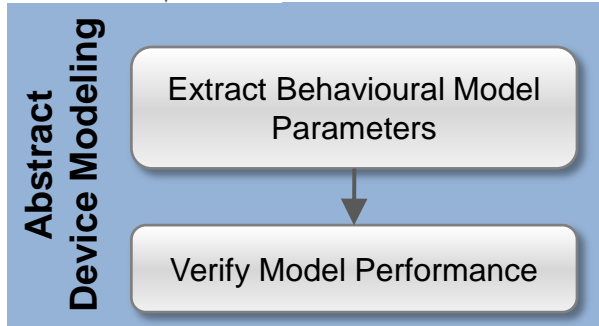 Abstract
Device Modeling
Extract Behavioural Model
Parameters
Verify Model Performance